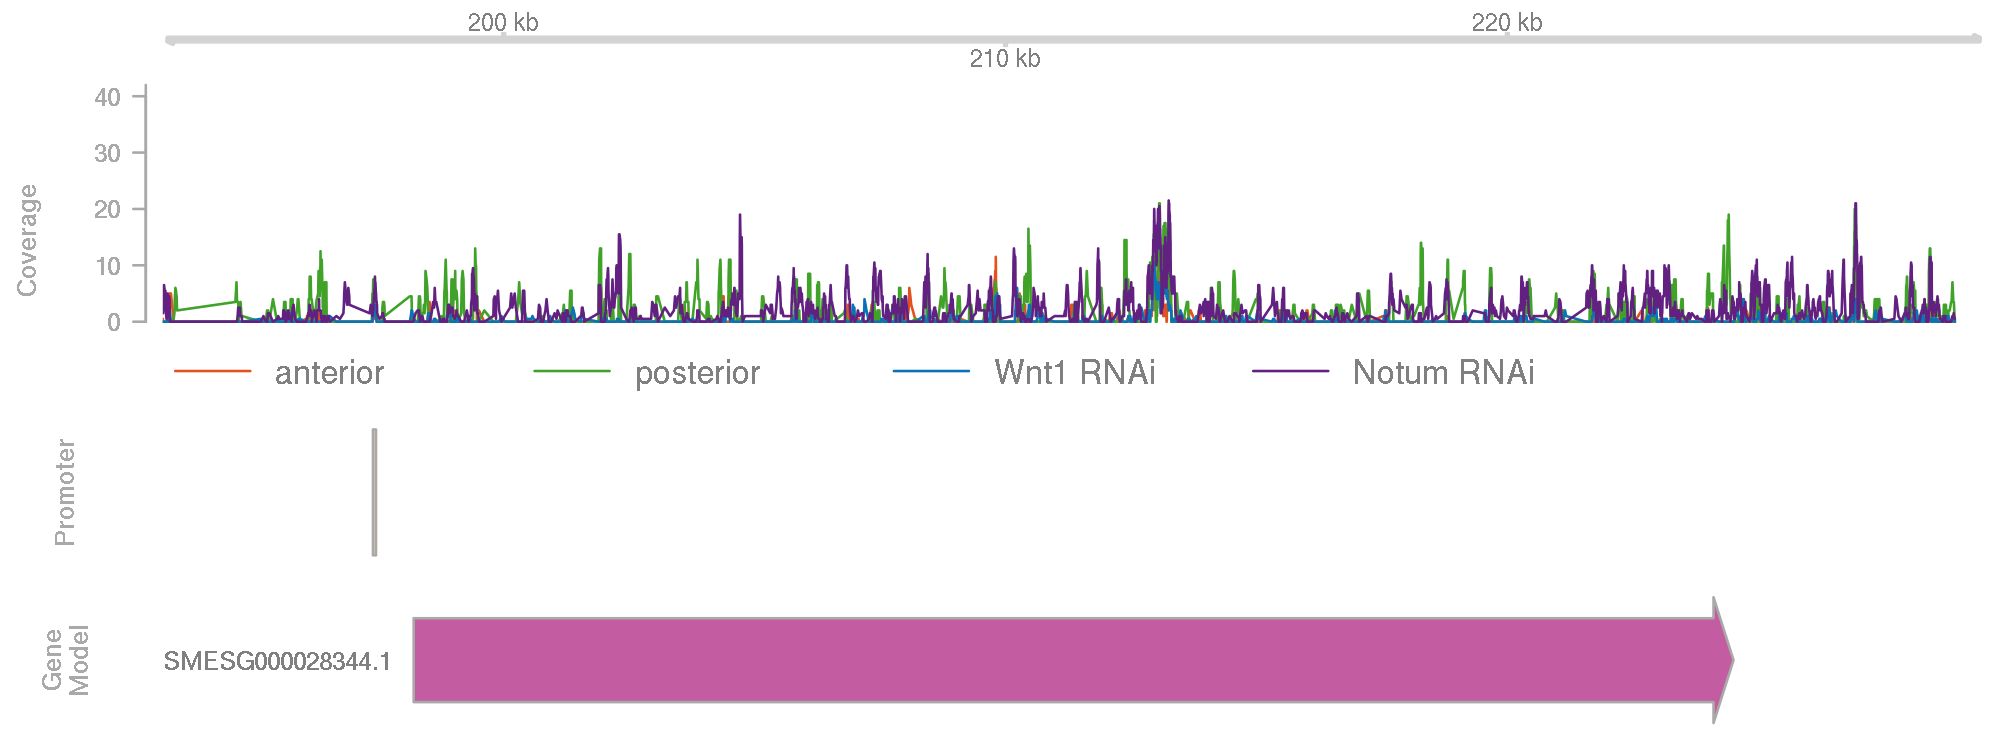 200 kb
220 kb
210 kb
Coverage
40
30
20
10
0
anterior posterior Wnt1 RNAi Notum RNAi
Promoter
Gene
Model
SMESG000028344.1